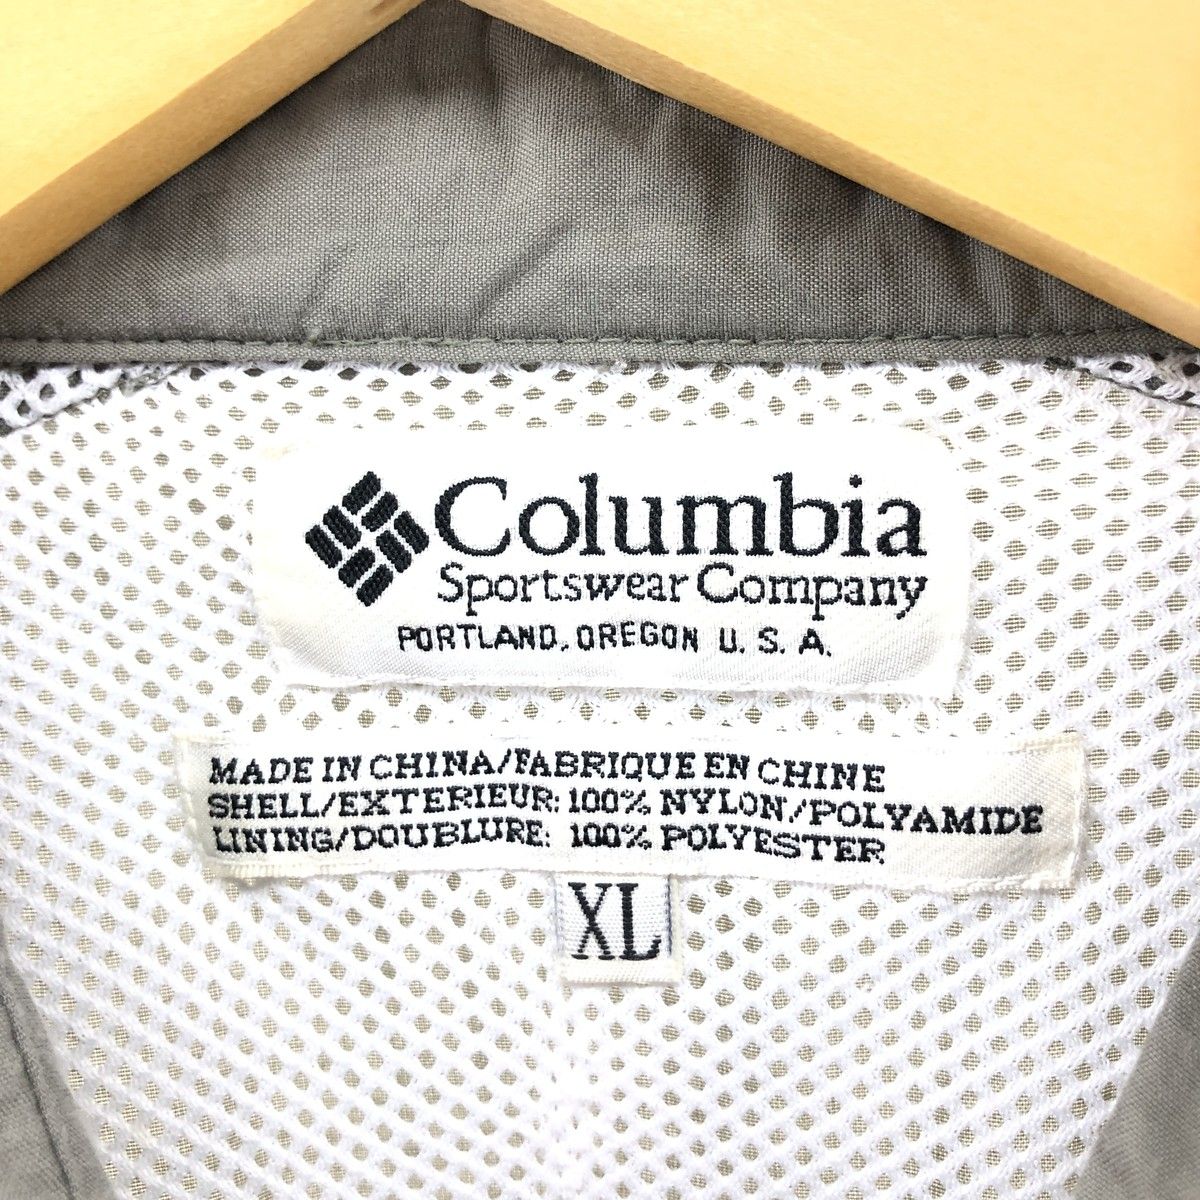 Columbia
Sportswear Company
PORTLAND, OREGON U. S. A.
MADE IN CHINA/FABRIQUE EN CHINE
SHELL/EXTERIEUR: 100% NYLON/POLYAMIDE
LINING/DOUBLURE: 100% POLYESTER
XL